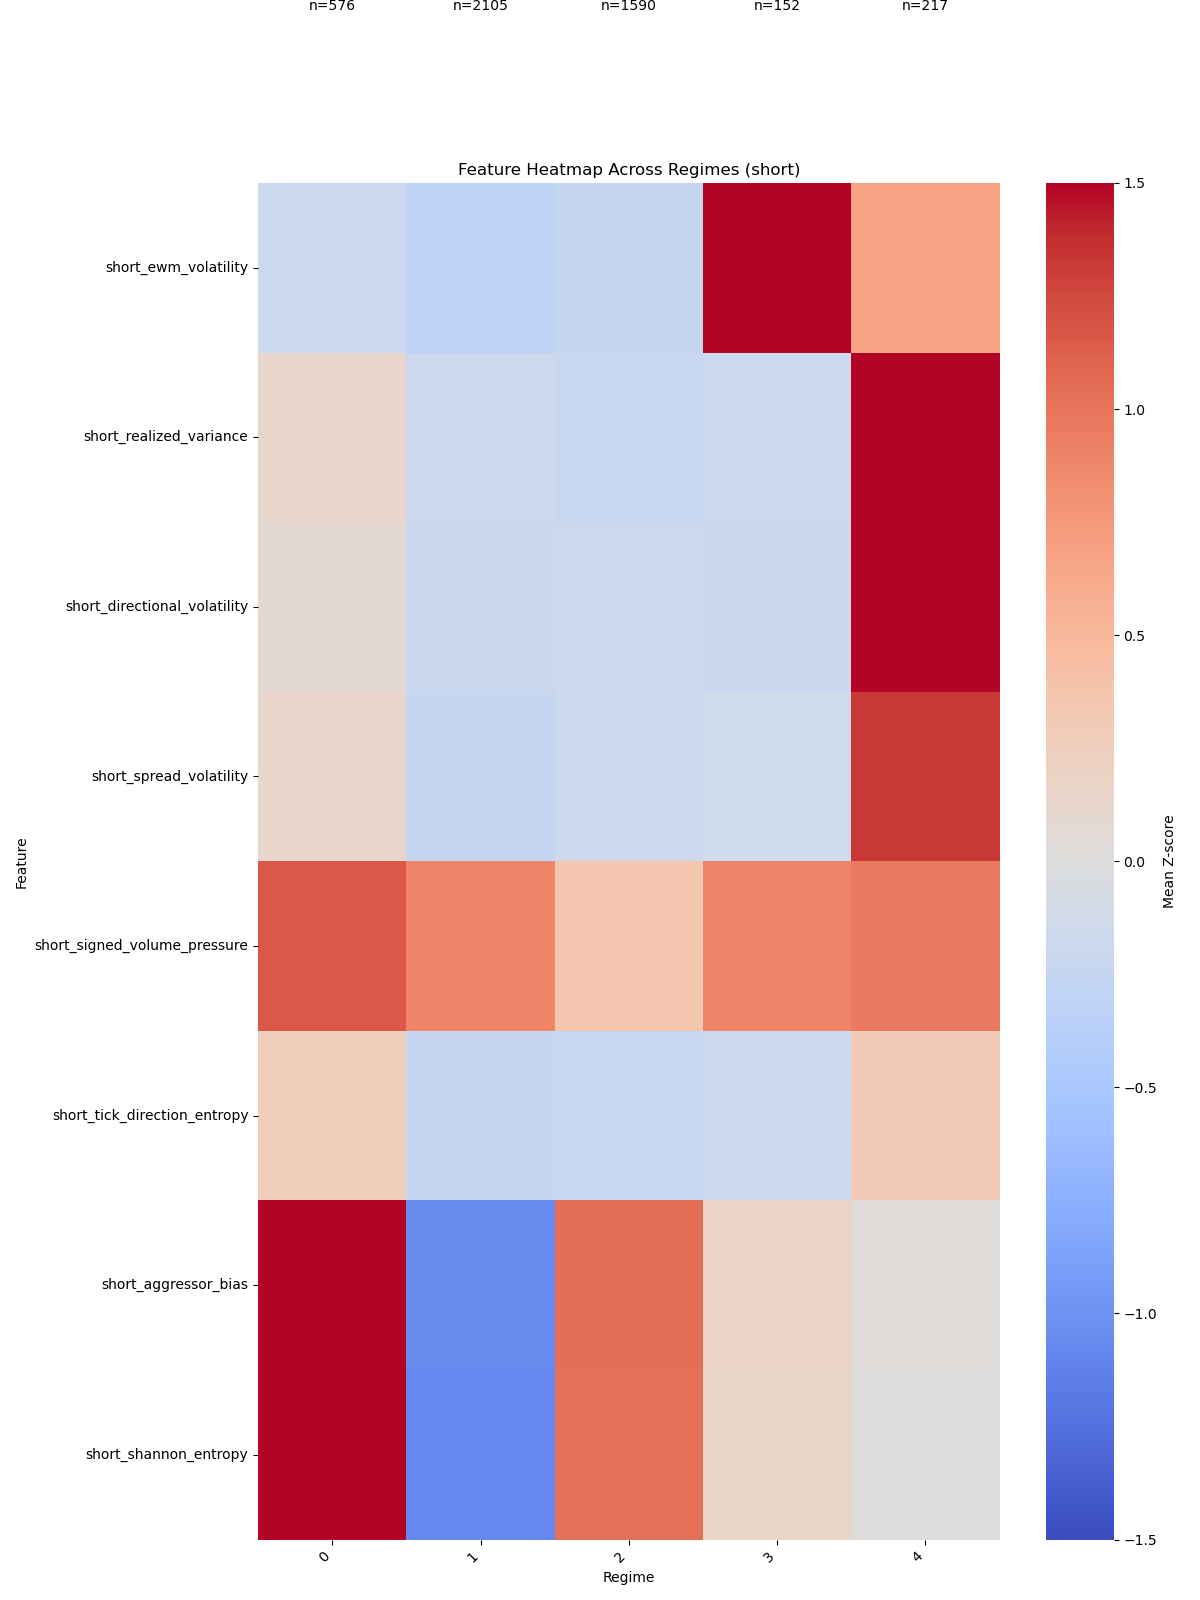 n=576 n=2105 n=1590 n=152 n=217
Feature Heatmap Across Regimes (short)
short_ewm_volatility
short_realized_variance
short_directional_volatility
short_spread_volatility
short_signed_volume_pressure
short_tick_direction_entropy
short_aggressor_bias
short_shannon_entropy
Feature
0 1 2 3 4
Regime
1.5
1.0
0.5
0.0
−0.5
−1.0
−1.5
Mean Z-score